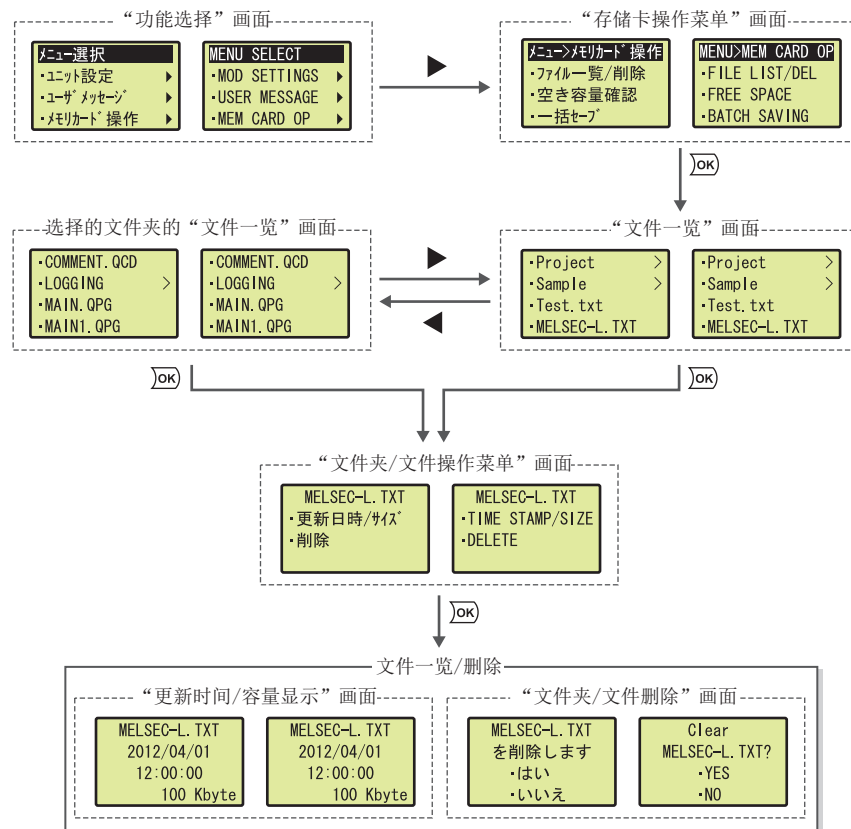 “功能选择”画面
メニュー選択
・ユニット設定
・ユーザメッセージ
・メモリカード操作
MENU SELECT
・MOD SETTINGS
・USER MESSAGE
・MEM CARD OP
“存储卡操作菜单”画面
メニュー>メモリカード操作
・ファイル一覧/削除
・空き容量確認
・一括セーブ
MENU>MEM CARD OP
・FILE LIST/DEL
・FREE SPACE
・BATCH SAVING
OK
选择的文件夹的“文件一览”画面
・COMMENT.QCD
・LOGGING >
・MAIN.QPG
・MAIN1.QPG
・COMMENT.QCD
・LOGGING >
・MAIN.QPG
・MAIN1.QPG
“文件一览”画面
・Project >
・Sample >
・Test.txt
・MELSEC-L.TXT
・Project >
・Sample >
・Test.txt
・MELSEC-L.TXT
OK
OK
“文件夹/文件操作菜单”画面
MELSEC-L.TXT
・更新日時/サイズ
・削除
MELSEC-L.TXT
・TIME STAMP/SIZE
・DELETE
OK
文件一览/删除
“更新时间/容量显示”画面
MELSEC-L.TXT
2012/04/01
12:00:00
100 Kbyte
MELSEC-L.TXT
2012/04/01
12:00:00
100 Kbyte
“文件夹/文件删除”画面
MELSEC-L.TXT
を削除します
・はい
・いいえ
Clear
MELSEC-L.TXT?
・YES
・NO